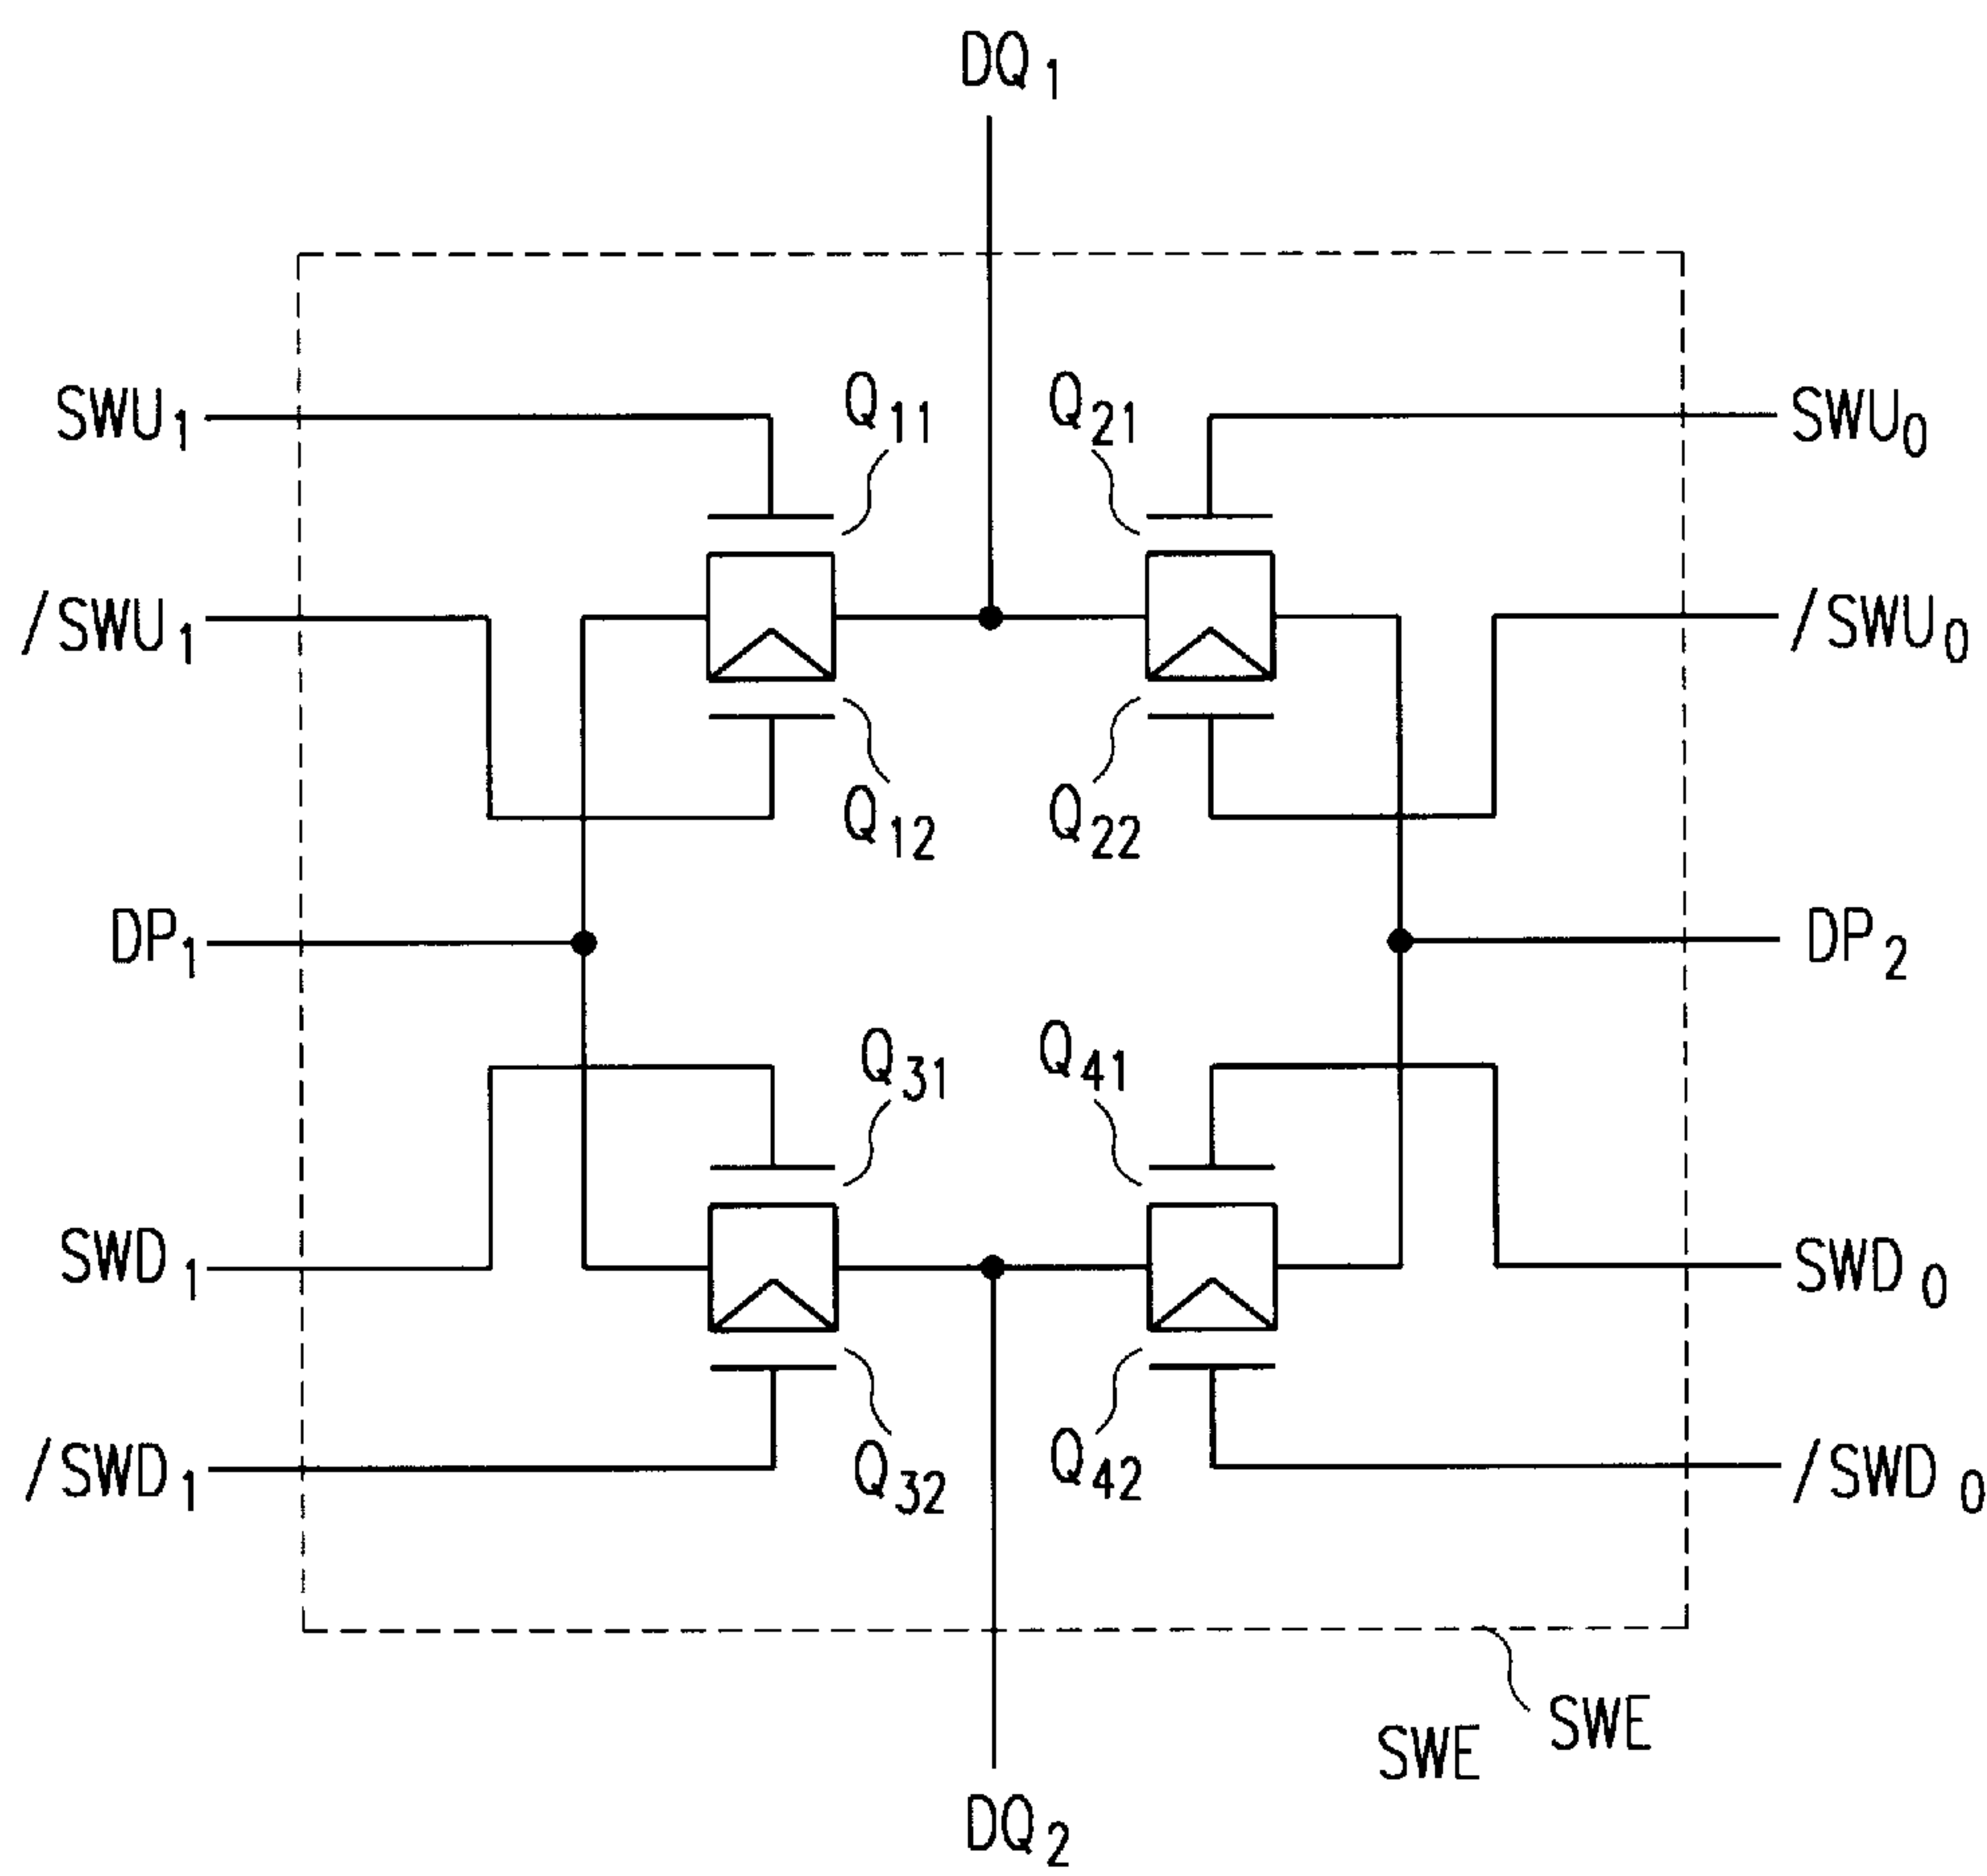 DQ1
SWU1
Q11
Q21
SWU0
/SWU1
/SWU0
Q12
Q22
DP1
DP2
Q31
Q41
SWD1
SWD0
/SWD1
Q32
Q42
/SWD0
SWE
SWE
DQ2